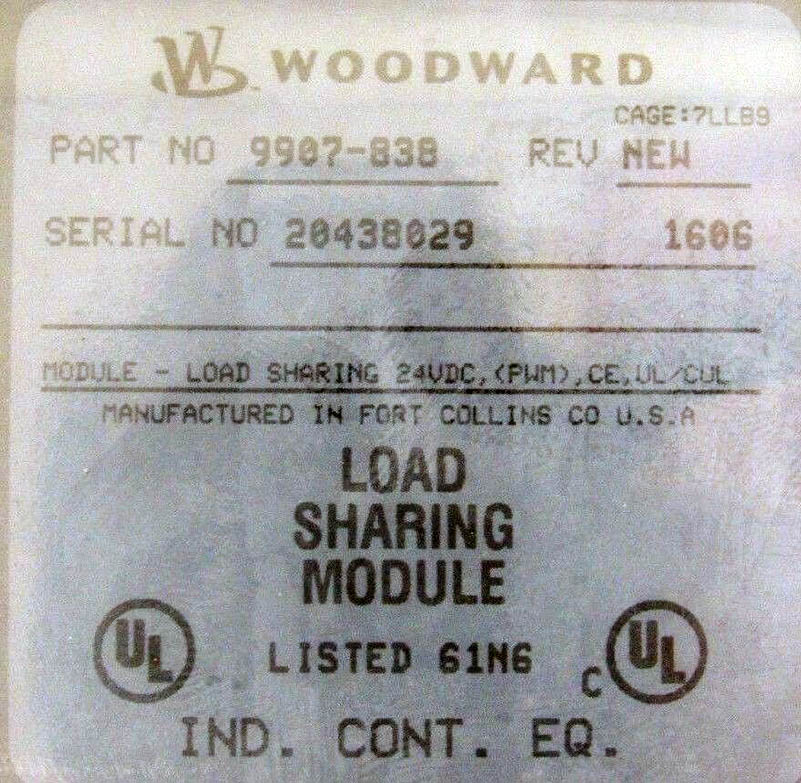 W WOODWARD
CAGE:7LLB9
PART NO 9907-838 REV NEW
SERIAL NO 20438029 1606
MODULE - LOAD SHARING 24VDC,(PWM),CE,UL/CUL
MANUFACTURED IN FORT COLLINS CO U.S.A
LOAD
SHARING
MODULE
UL LISTED 61N6 C UL
IND. CONT. EQ.